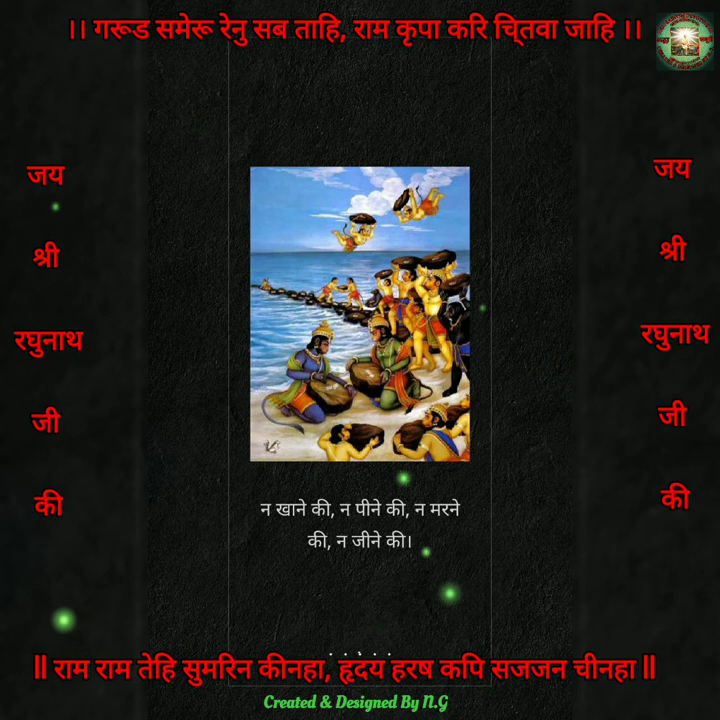 ।। गरूड समेरू रेनु सब ताहि, राम कृपा करि चि्तवा जाहि ।।
जय
श्री
रघुनाथ
जी
की
जय
श्री
रघुनाथ
जी
की
न खाने की, न पीने की, न मरने
की, न जीने की।
॥ राम राम तेहि सुमरिन कीनहा, हृदय हरष कपि सजजन चीनहा ॥
Created & Designed By N.G